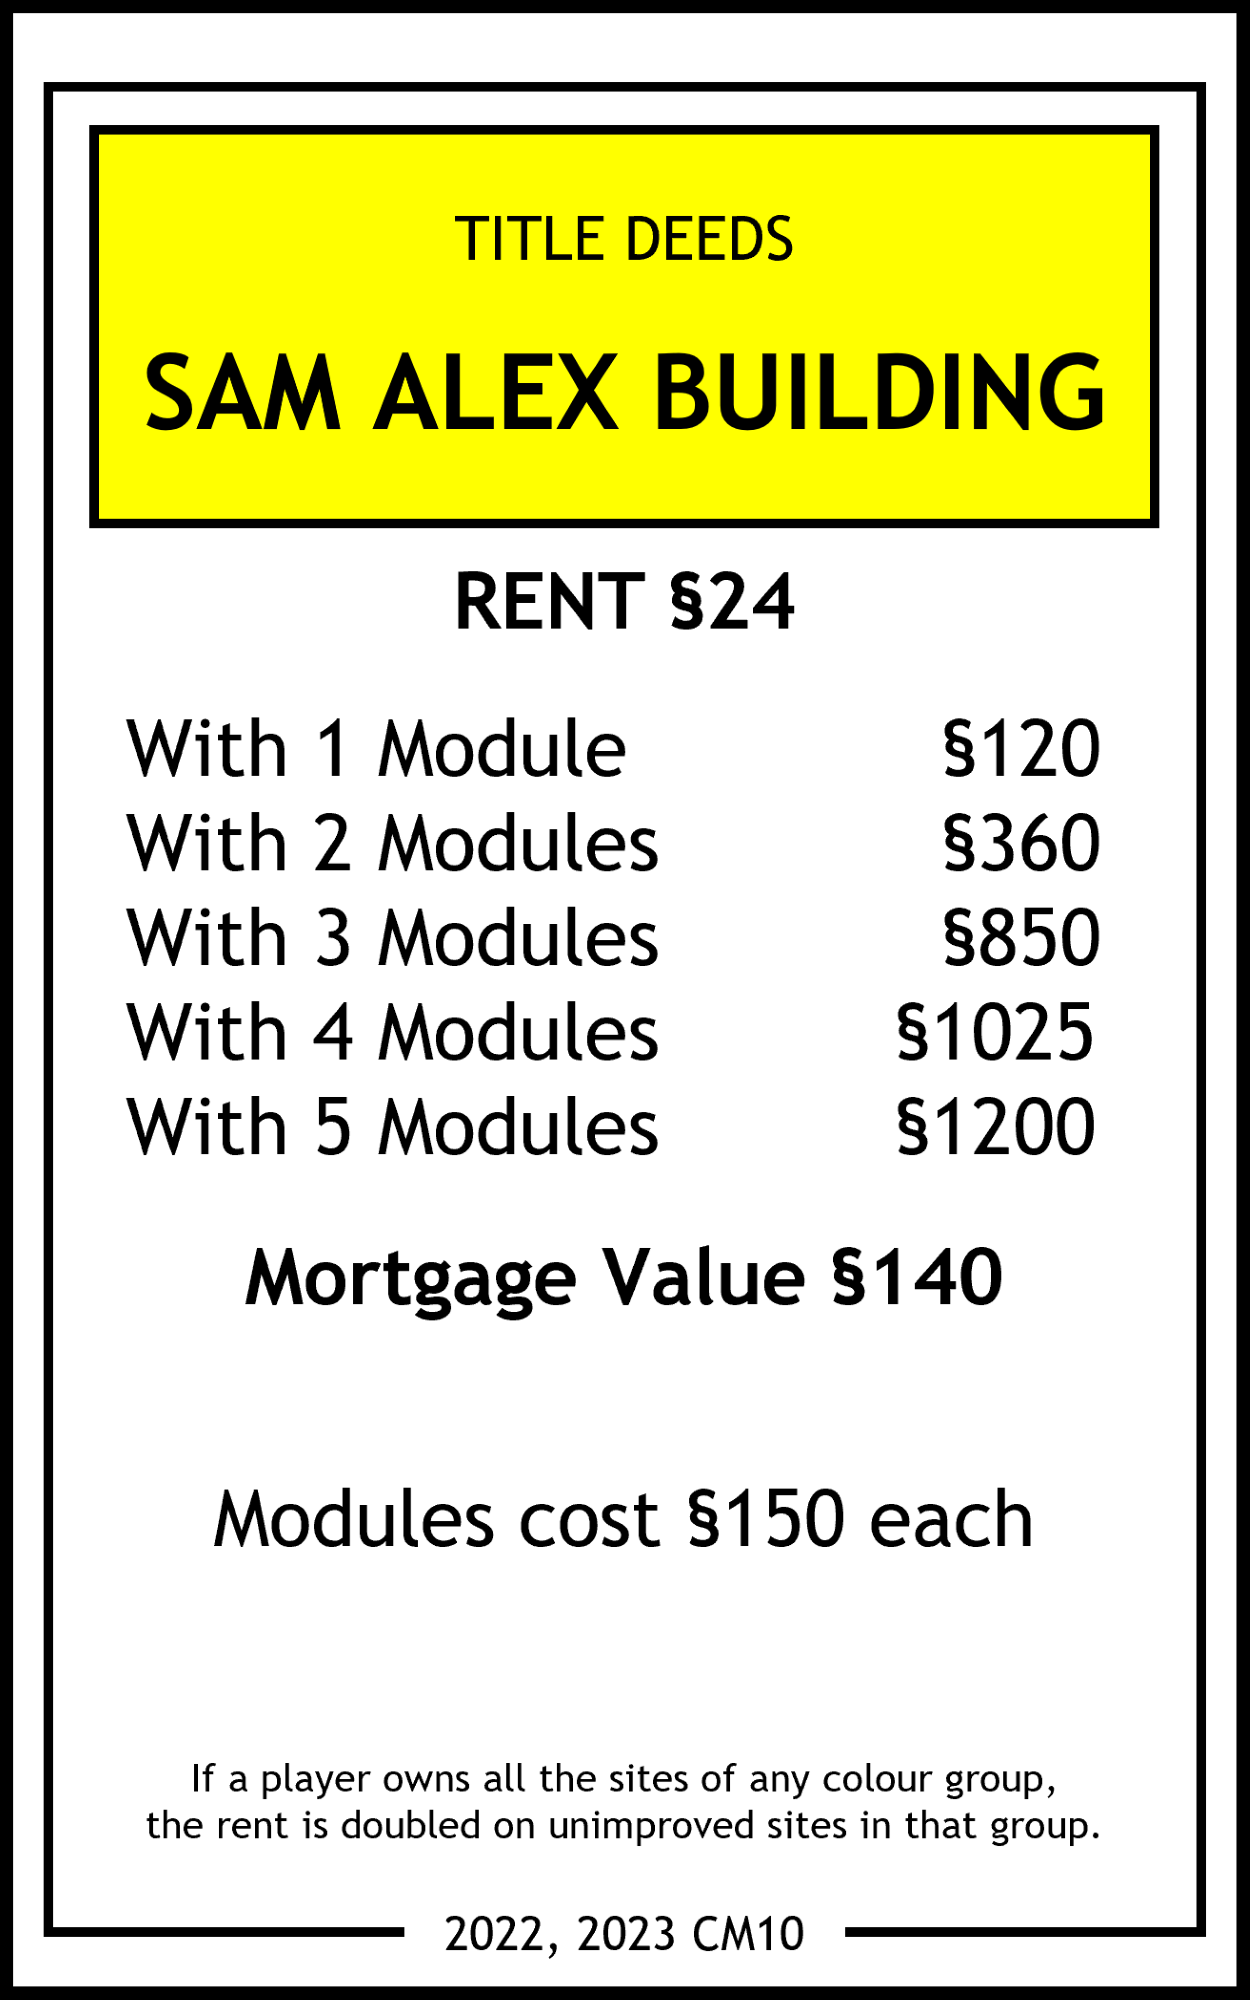 TITLE DEEDS
SAM ALEX BUILDING
RENT §24
With 1 Module §120
With 2 Modules §360
With 3 Modules §850
With 4 Modules §1025
With 5 Modules §1200
Mortgage Value §140
Modules cost §150 each
If a player owns all the sites of any colour group,
the rent is doubled on unimproved sites in that group.
2022, 2023 CM10